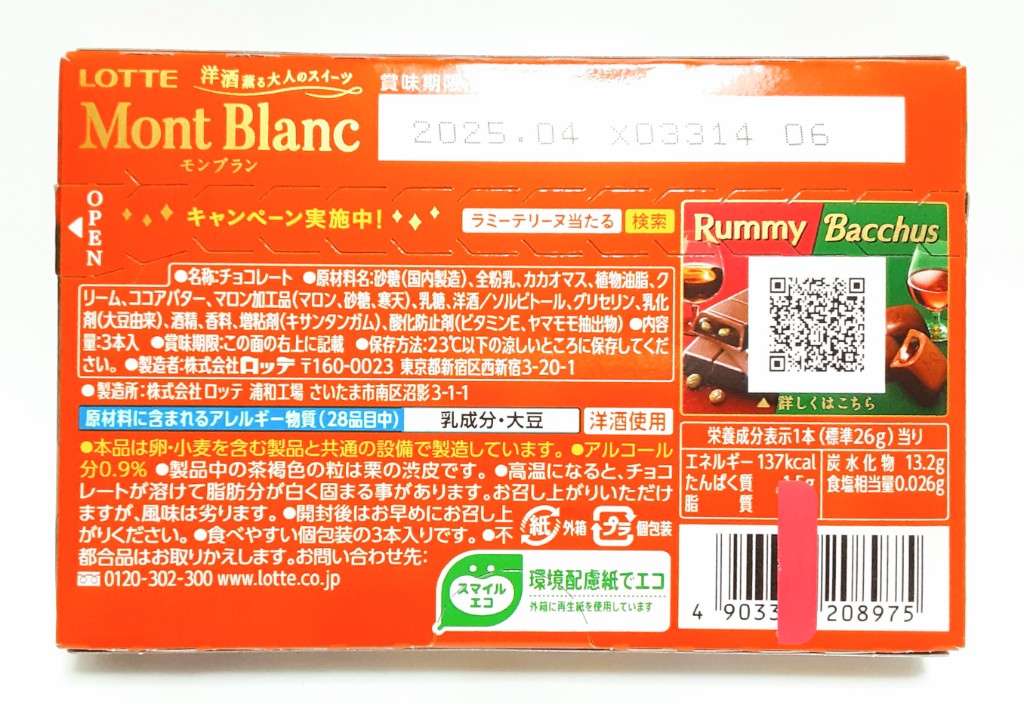 LOTTE 洋酒薫る大人のスイーツ
Mont Blanc
モンブラン
賞味期限
2025.04 X03314 06
OPEN
キャンペーン実施中! ラミーテリーヌ当たる 検索
Rummy Bacchus
▲詳しくはこちら
●名称:チョコレート ●原材料名:砂糖(国内製造)、全粉乳、カカオマス、植物油脂、ク
リーム、ココアバター、マロン加工品(マロン、砂糖、寒天)、乳糖、洋酒/ソルビトール、グリセリン、乳化
剤(大豆由来)、酒精、香料、増粘剤(キサンタンガム)、酸化防止剤(ビタミンE、ヤマモモ抽出物) ●内容
量:3本入 ●賞味期限:この面の右上に記載 ●保存方法:23℃以下の涼しいところに保存してくだ
さい。 ●製造者:株式会社ロッテ 〒160-0023 東京都新宿区西新宿3-20-1
●製造所:株式会社ロッテ 浦和工場 さいたま市南区沼影3-1-1
原材料に含まれるアレルギー物質(28品目中) 乳成分・大豆 洋酒使用
●本品は卵・小麦を含む製品と共通の設備で製造しています。●アルコール
分0.9% ●製品中の茶褐色の粒は栗の渋皮です。●高温になると、チョコ
レートが溶けて脂肪分が白く固まる事があります。お召し上がりいただけ
ますが、風味は劣ります。●開封後はお早めにお召し上
がりください。●食べやすい個包装の3本入りです。●不
都合品はお取りかえします。お問い合わせ先:
0120-302-300 www.lotte.co.jp
紙 外箱 プラ 個包装
スマイル
エコ
環境配慮紙でエコ
外箱に再生紙を使用しています
栄養成分表示1本(標準26g)当り
エネルギー 137kcal 炭水化物 13.2g
たんぱく質 食塩相当量0.026g
脂質
4 9033 208975